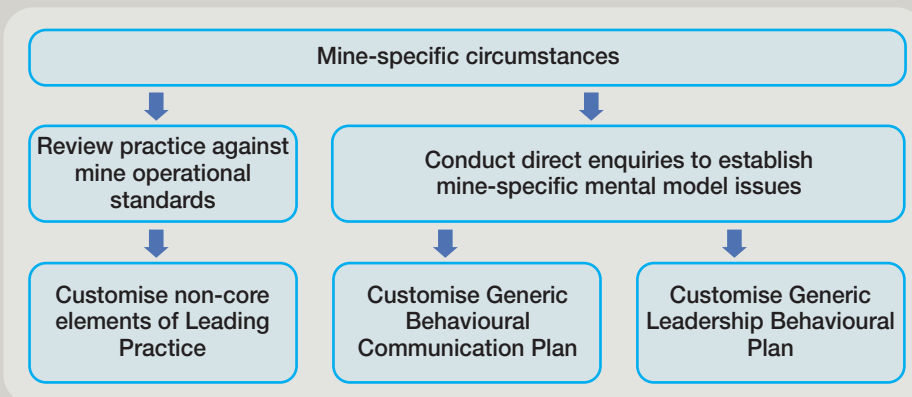 Mine-specific circumstances
Review practice against
mine operational
standards
Conduct direct enquiries to establish
mine-specific mental model issues
Customise non-core
elements of Leading
Practice
Customise Generic
Behavioural
Communication Plan
Customise Generic
Leadership Behavioural
Plan